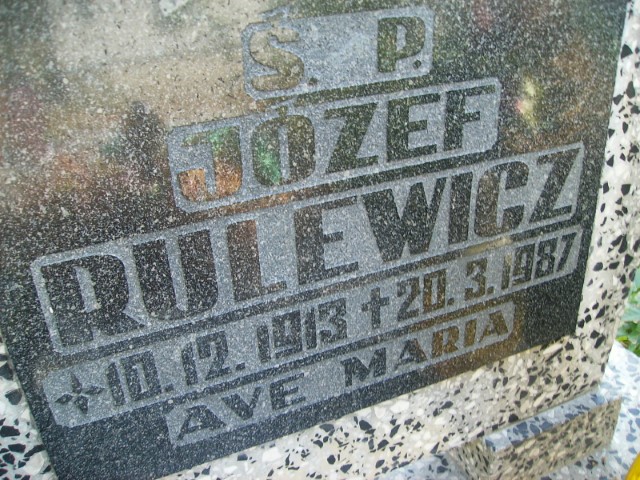 Ś. P.
JÓZEF
RULEWICZ
10.12.1913 † 20.3.1987
AVE MARIA